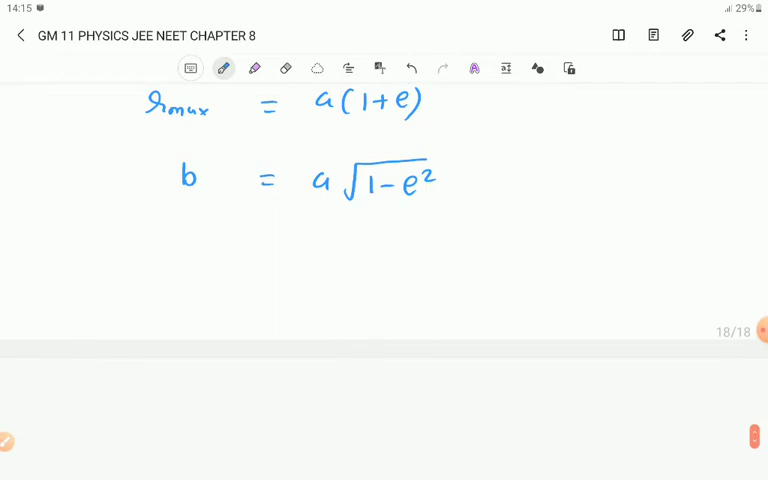 14:15 29%
GM 11 PHYSICS JEE NEET CHAPTER 8
rmax = a(1+e)
b = a√1-e²
18/18